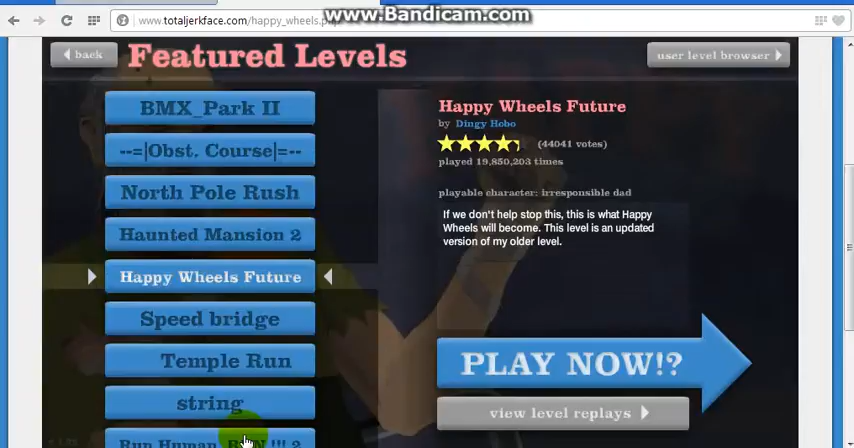 www.Bandicam.com
www.totaljerkface.com/happy_wheels.p
back
Featured Levels
user level browser
BMX_Park II
--=|Obst. Course|=--
North Pole Rush
Haunted Mansion 2
Happy Wheels Future
Speed bridge
Temple Run
string
Run Human, RUN !!! 2
Happy Wheels Future
by Dingy Hobo
(44041 votes)
played 19,850,203 times
playable character: irresponsible dad
If we don't help stop this, this is what Happy
Wheels will become. This level is an updated
version of my older level.
PLAY NOW!?
view level replays